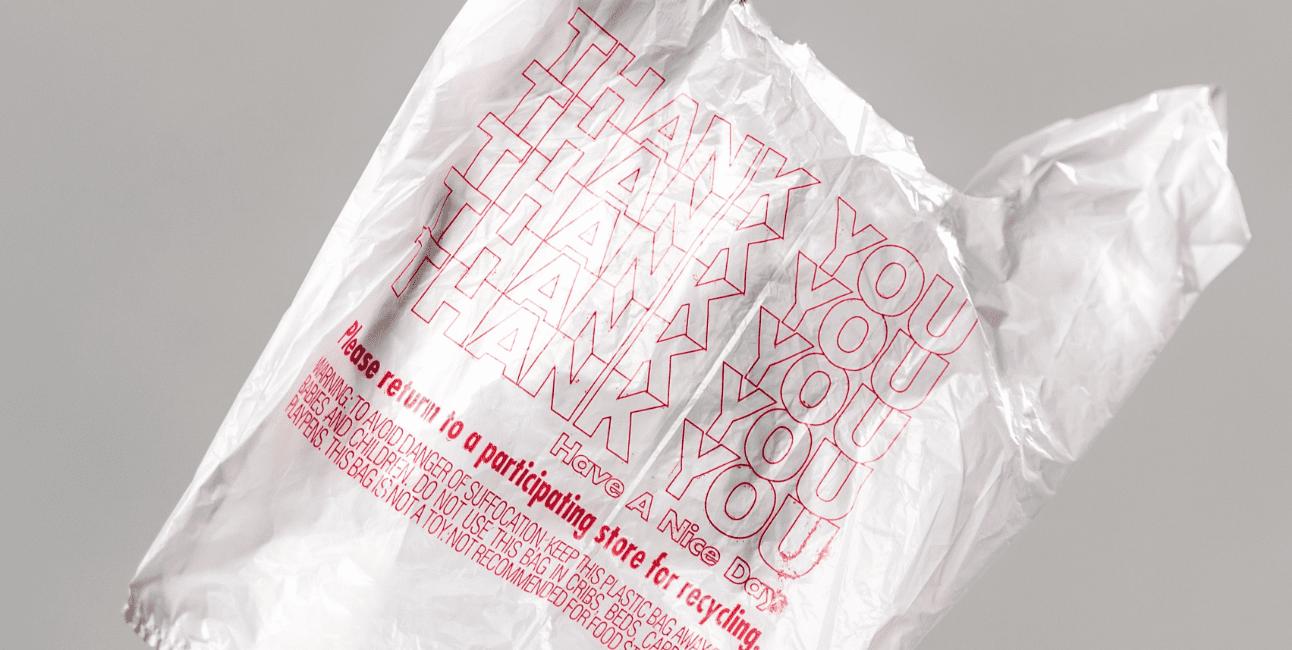 THANK YOU
THANK YOU
THANK YOU
THANK YOU
THANK YOU
Have A Nice Day
Please return to a participating store for recycling.
WARNING: TO AVOID DANGER OF SUFFOCATION, KEEP THIS PLASTIC BAG AWAY
BABIES AND CHILDREN. DO NOT USE THIS BAG IN CRIBS, BEDS,
PLAYPENS. THIS BAG IS NOT A TOY. NOT RECOMMENDED FOR FOOD